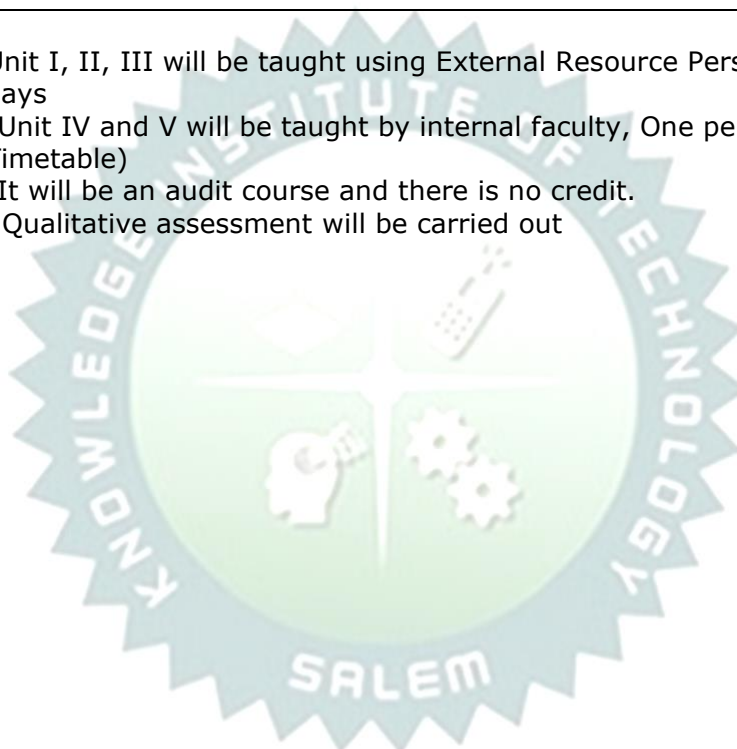 Unit I, II, III will be taught using External Resource Pers
ays
Unit IV and V will be taught by internal faculty, One pe
imetable)
It will be an audit course and there is no credit.
Qualitative assessment will be carried out
KNOWLEDGE INSTITUTE OF TECHNOLOGY
SALEM